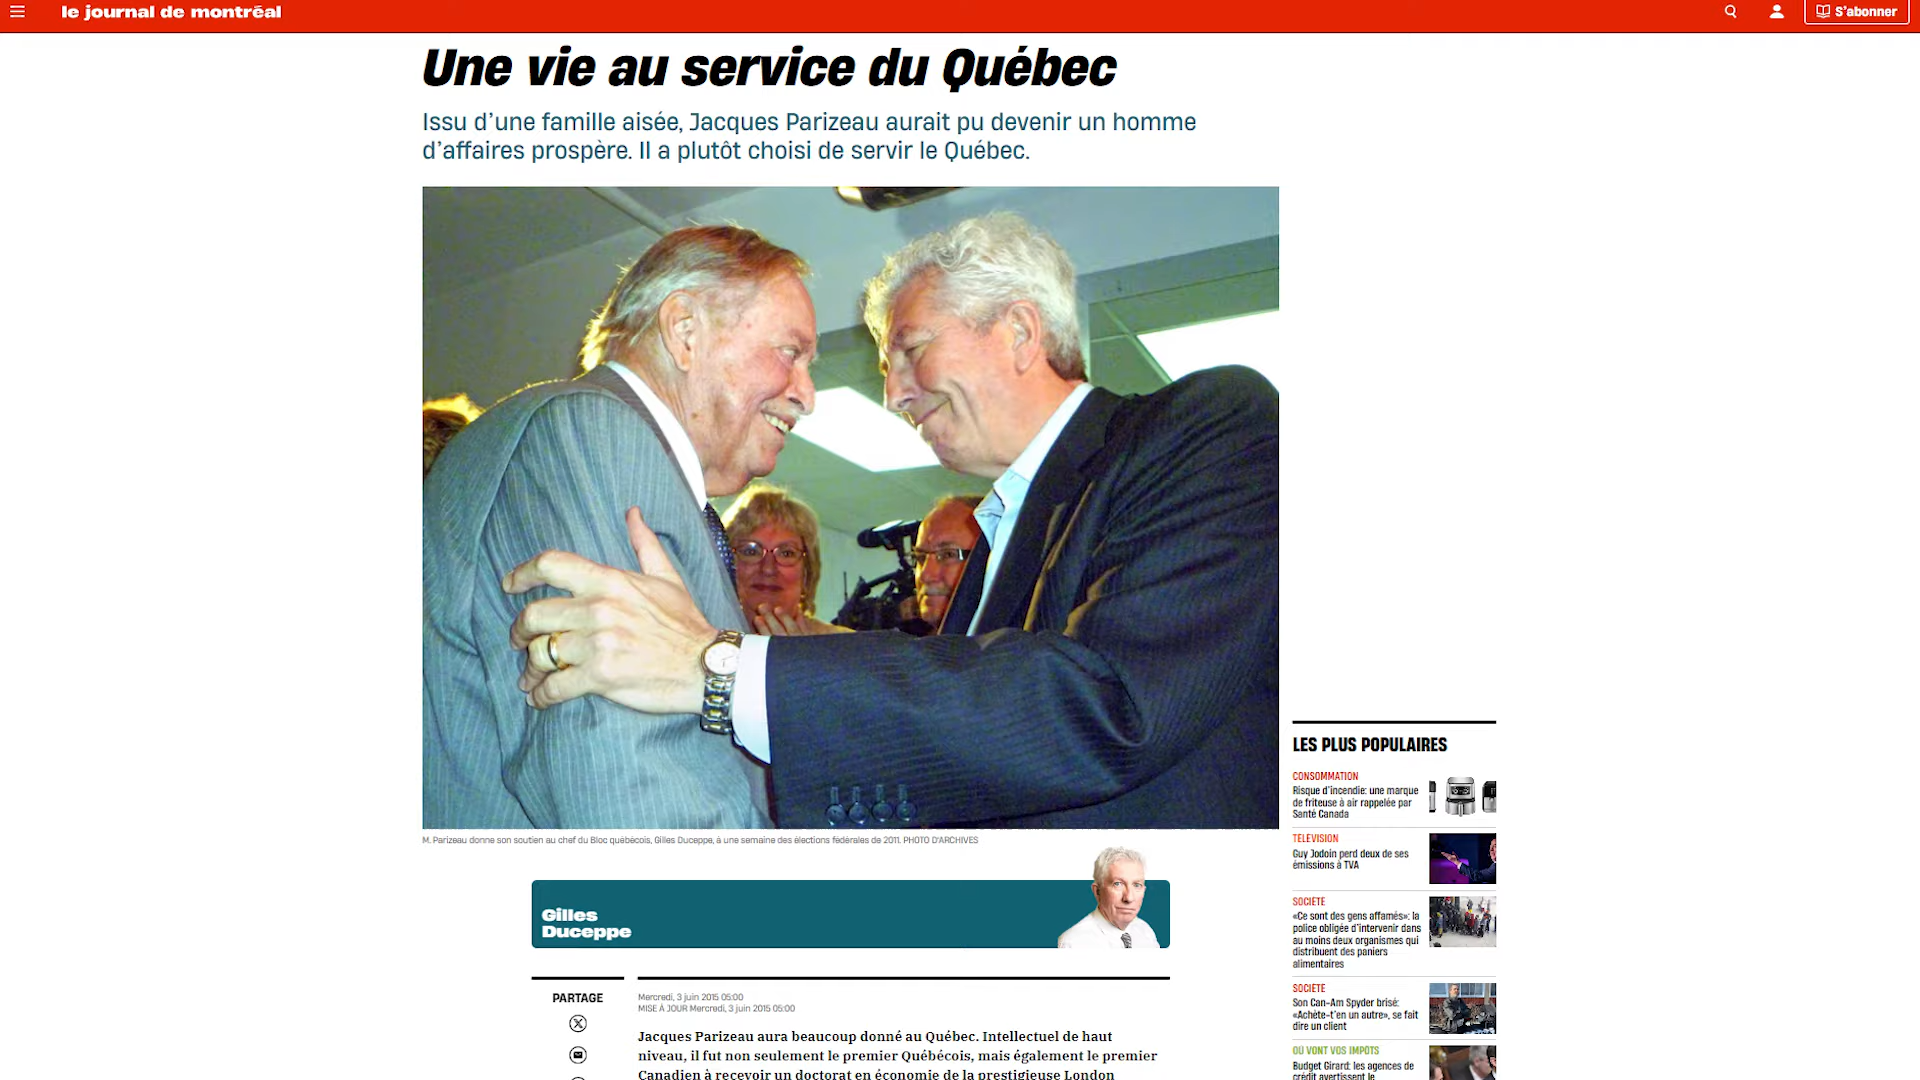 le journal de montréal
S'abonner
Une vie au service du Québec
Issu d'une famille aisée, Jacques Parizeau aurait pu devenir un homme
d'affaires prospère. Il a plutôt choisi de servir le Québec.
M. Parizeau donne son soutien au chef du Bloc québécois, Gilles Duceppe, à une semaine des élections fédérales de 2011. PHOTO D'ARCHIVES
Gilles
Duceppe
PARTAGE
Mercredi, 3 juin 2015 05:00
MISE À JOUR Mercredi, 3 juin 2015 05:00
Jacques Parizeau aura beaucoup donné au Québec. Intellectuel de haut
niveau, il fut non seulement le premier Québécois, mais également le premier
Canadien à recevoir un doctorat en économie de la prestigieuse London
LES PLUS POPULAIRES
CONSOMMATION
Risque d'incendie: une marque
de friteuse à air rappelée par
Santé Canada
TÉLÉVISION
Guy Jodoin perd deux de ses
émissions à TVA
SOCIÉTÉ
«Ce sont des gens affamés»: la
police obligée d'intervenir dans
au moins deux organismes qui
distribuent des paniers
alimentaires
SOCIÉTÉ
Son Can-Am Spyder brisé:
«Achète-t'en un autre», se fait
dire un client
OÙ VONT VOS IMPÔTS
Budget Girard: les agences de
crédit avertissent le